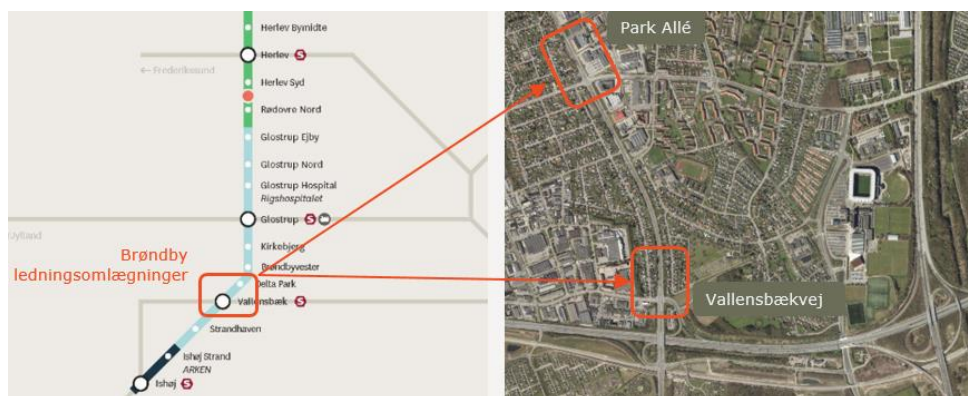 Herlev Bymidte
Herlev S
← Frederikssund
Herlev Syd
Rødovre Nord
Glostrup Ejby
Glostrup Nord
Glostrup Hospital
Rigshospitalet
Glostrup S
Jylland
Kirkebjerg
Brøndby
ledningsomlægninger
Brøndbyvester
Delta Park
Vallensbæk S
Strandhaven
Ishøj Strand
ARKEN
Ishøj S
Park Allé
Vallensbækvej